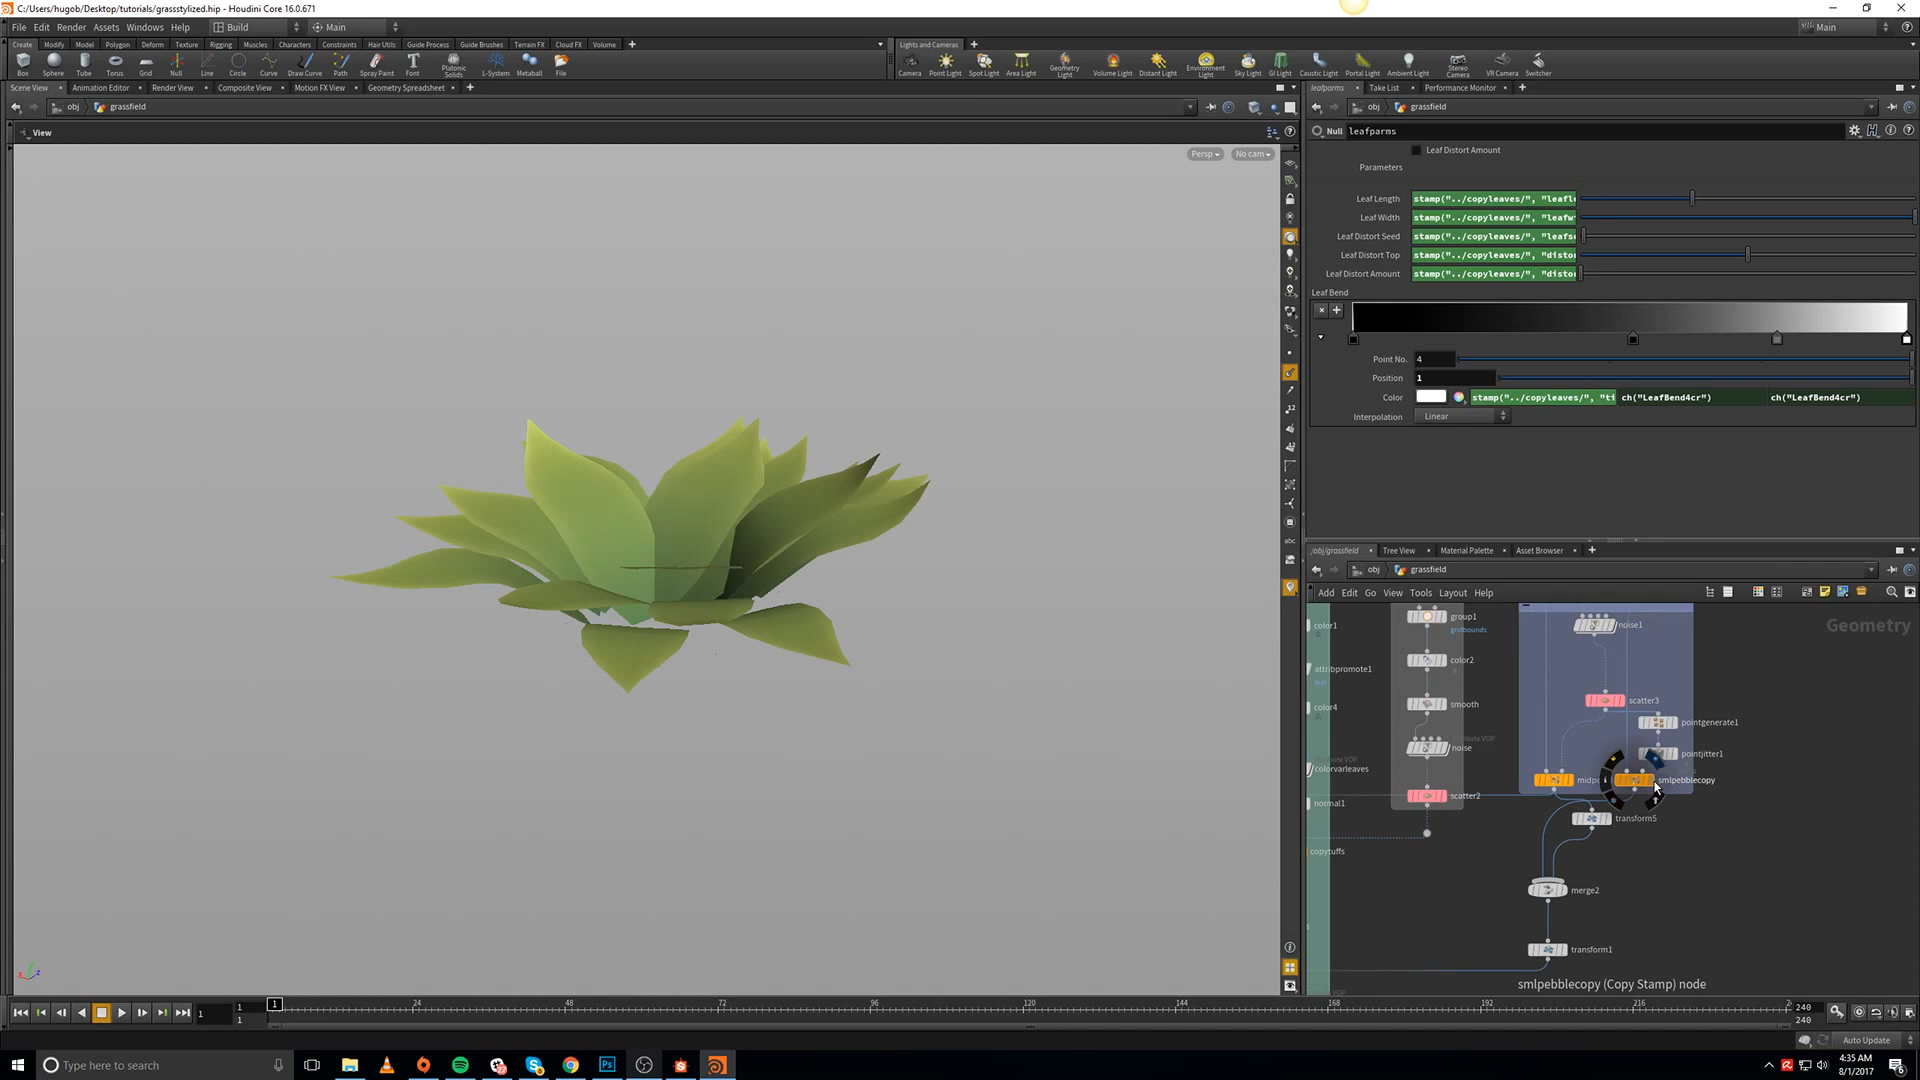 C:/Users/hugob/Desktop/tutorials/grassstylized.hip - Houdini Core 16.0.671
File Edit Render Assets Windows Help Build Main Main
Create Modify Model Polygon Deform Texture Rigging Muscles Characters Constraints Hair Utils Guide Process Guide Brushes Terrain FX Cloud FX Volume
Lights and Cameras
Box Sphere Tube Torus Grid Null Line Circle Curve Draw Curve Path Spray Paint Font Platonic Solids L-System Metaball File
Camera Point Light Spot Light Area Light Geometry Light Volume Light Distant Light Environment Light Sky Light GI Light Caustic Light Portal Light Ambient Light Stereo Camera VR Camera Switcher
Scene View Animation Editor Render View Composite View Motion FX View Geometry Spreadsheet
leafparms Take List Performance Monitor
obj grassfield
obj grassfield
View
Persp No cam
Null leafparms
Leaf Distort Amount
Parameters
Leaf Length stamp("../copyleaves/", "leafle
Leaf Width stamp("../copyleaves/", "leafw
Leaf Distort Seed stamp("../copyleaves/", "leafse
Leaf Distort Top stamp("../copyleaves/", "distor
Leaf Distort Amount stamp("../copyleaves/", "distor
Leaf Bend
Point No. 4
Position 1
Color stamp("../copyleaves/", "ti ch("LeafBend4cr") ch("LeafBend4cr")
Interpolation Linear
/obj/grassfield Tree View Material Palette Asset Browser
obj grassfield
Add Edit Go View Tools Layout Help
Geometry
color1
attribpromote1
color4
colorvarleaves
normal1
copytuffs
group1
gridbounds
color2
smooth
noise
scatter2
noise1
scatter3
pointgenerate1
pointjitter1
midpe
smlpebblecopy
transform5
merge2
transform1
smlpebblecopy (Copy Stamp) node
abc
1 1 1 1 24 48 72 96 120 144 168 192 216 240 240
Auto Update
Type here to search
4:35 AM
8/1/2017